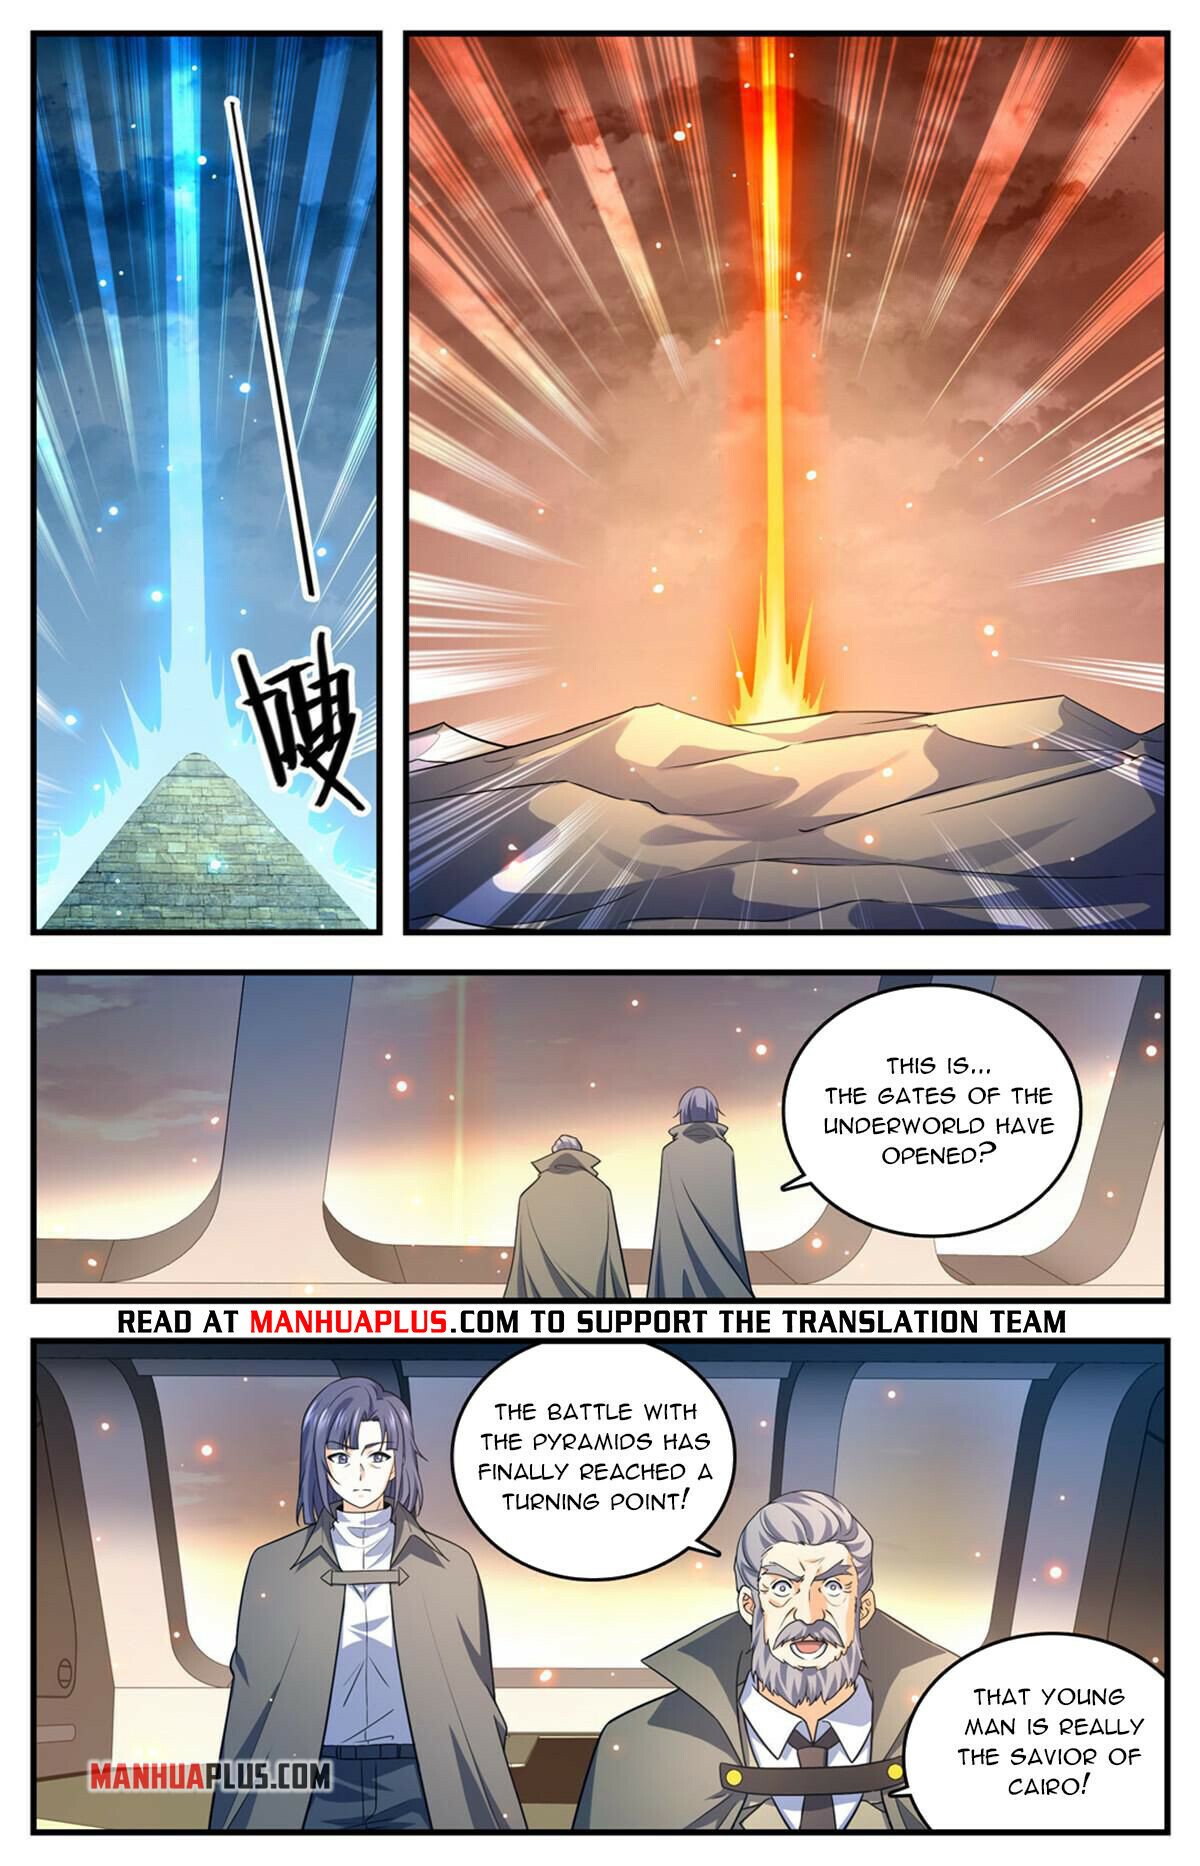 THIS IS...
THE GATES OF THE
UNDERWORLD HAVE
OPENED?
READ AT MANHUAPLUS.COM TO SUPPORT THE TRANSLATION TEAM
THE BATTLE WITH
THE PYRAMIDS HAS
FINALLY REACHED A
TURNING POINT!
THAT YOUNG
MAN IS REALLY
THE SAVIOR OF
CAIRO!
MANHUAPLUS.COM